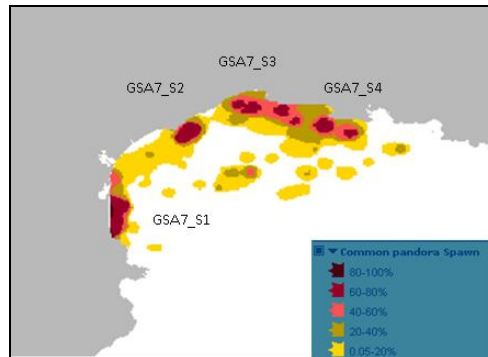 GSA7_S3
GSA7_S2
GSA7_S4
GSA7_S1
Common pandora Spawn
80-100%
60-80%
40-60%
20-40%
0.05-20%